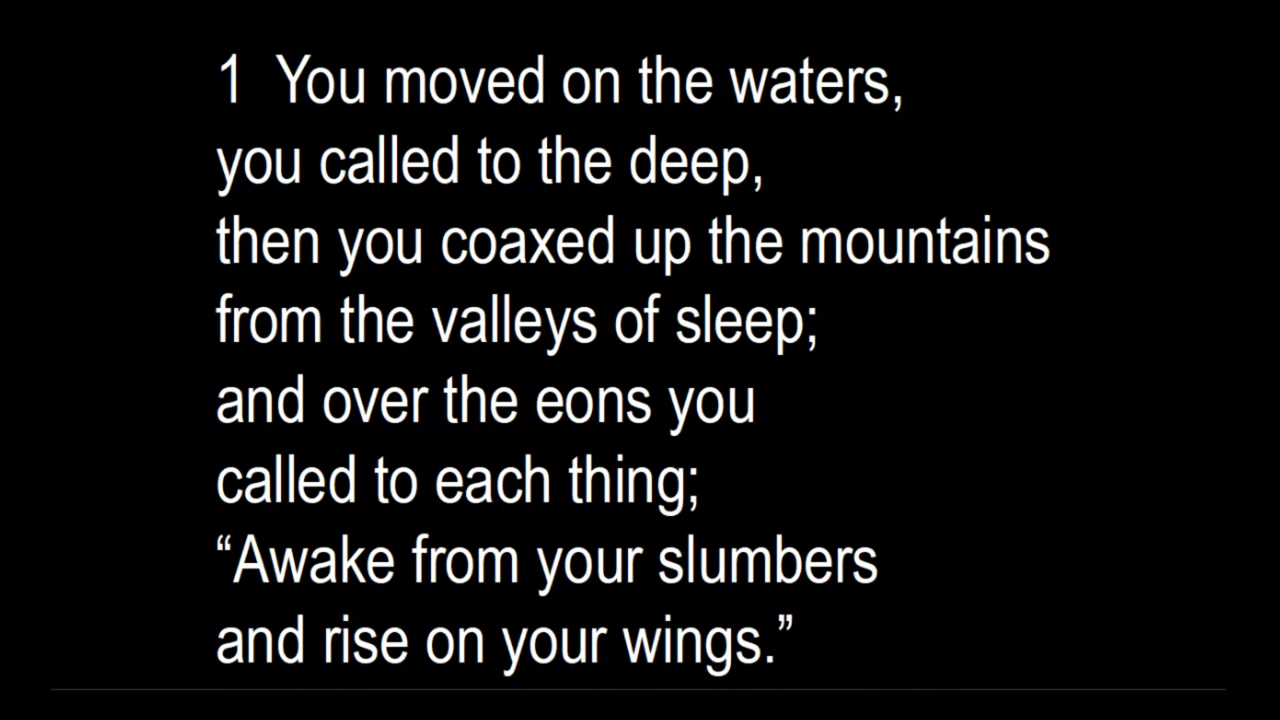 1 You moved on the waters,
you called to the deep,
then you coaxed up the mountains
from the valleys of sleep;
and over the eons you
called to each thing;
“Awake from your slumbers
and rise on your wings.”